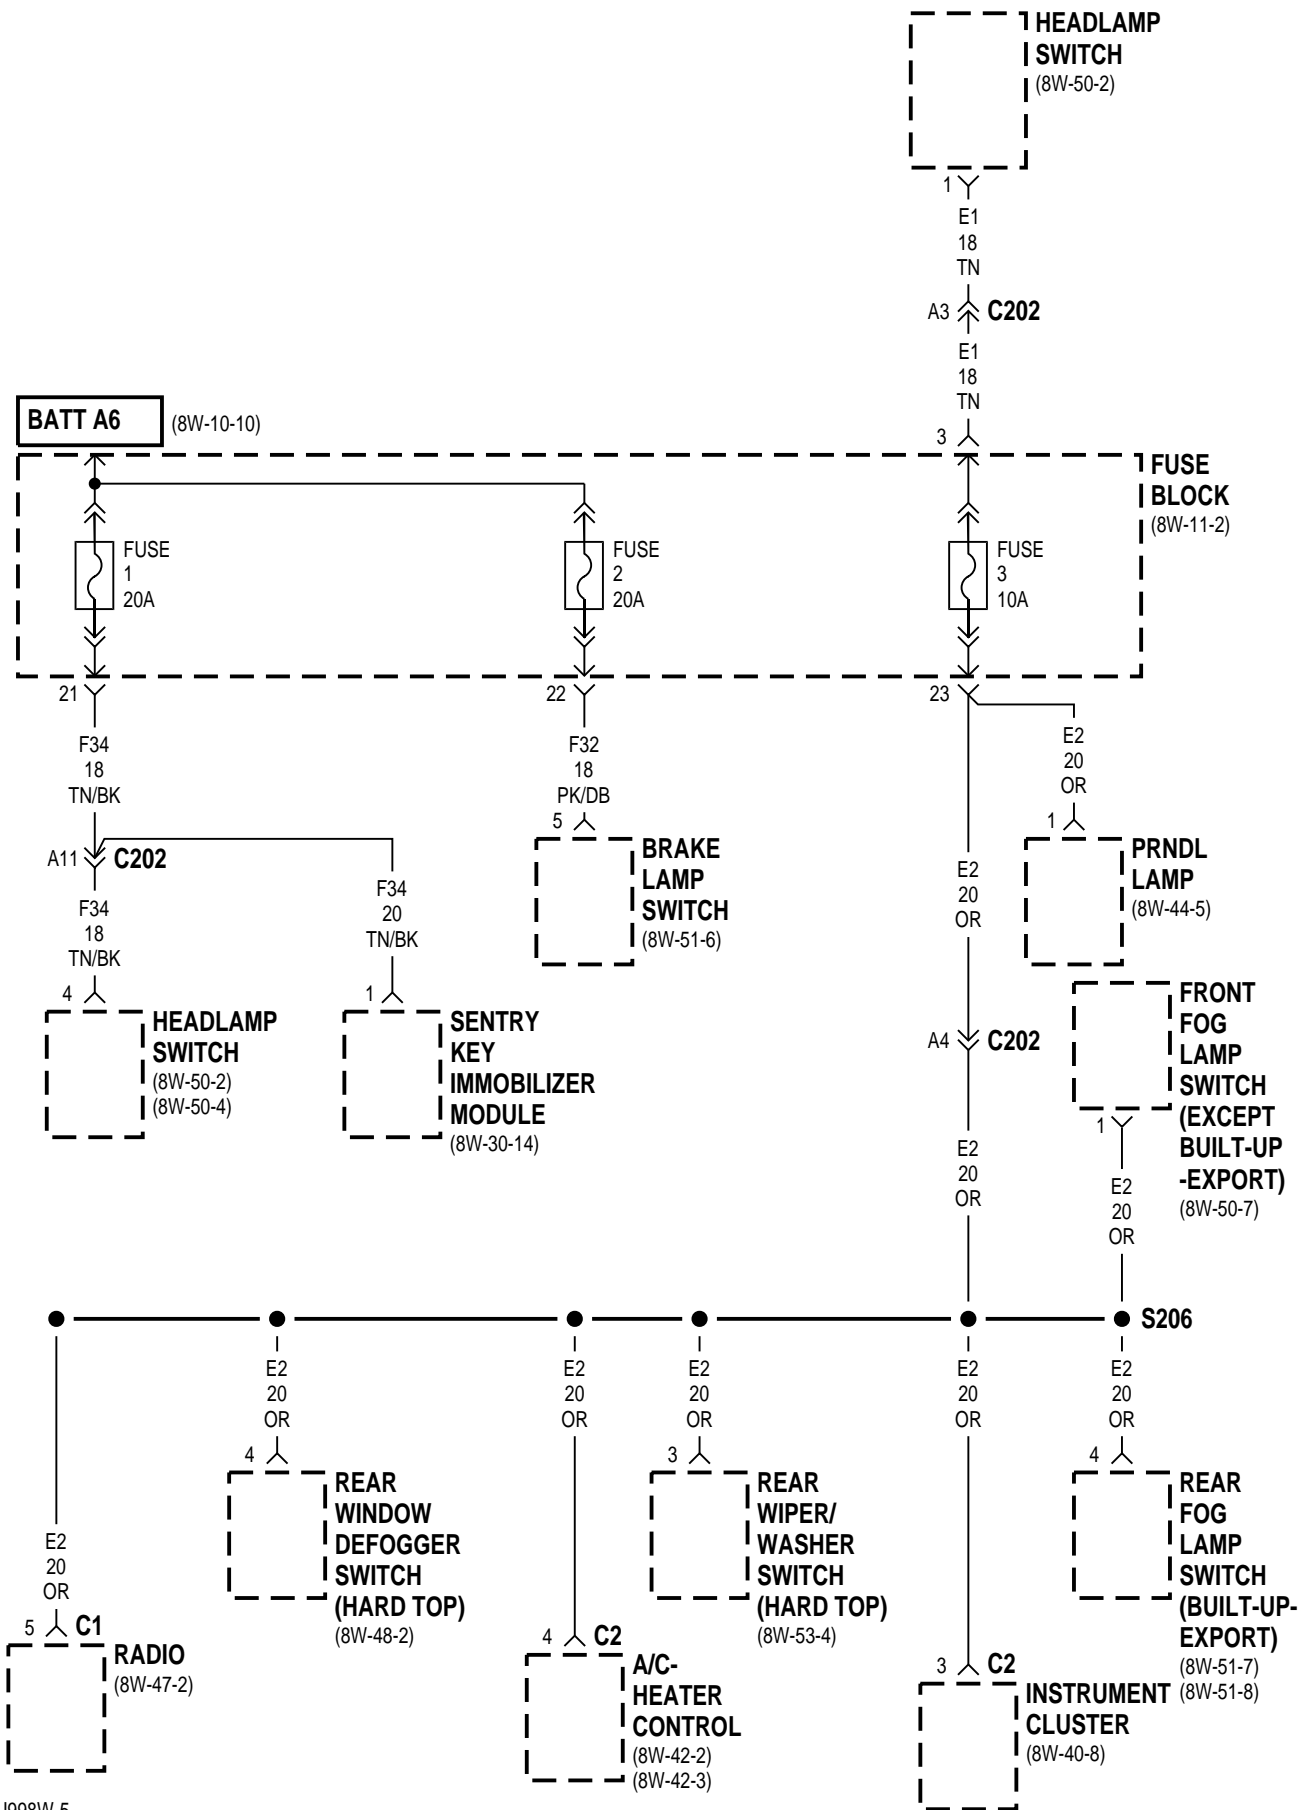 HEADLAMP
SWITCH
(8W-50-2)
1
E1
18
TN
A3
C202
E1
18
TN
3
BATT A6
(8W-10-10)
FUSE
BLOCK
(8W-11-2)
FUSE
1
20A
FUSE
2
20A
FUSE
3
10A
21
22
23
F34
18
TN/BK
F32
18
PK/DB
E2
20
OR
A11
C202
F34
18
TN/BK
4
HEADLAMP
SWITCH
(8W-50-2)
(8W-50-4)
F34
20
TN/BK
1
SENTRY
KEY
IMMOBILIZER
MODULE
(8W-30-14)
5
BRAKE
LAMP
SWITCH
(8W-51-6)
E2
20
OR
1
PRNDL
LAMP
(8W-44-5)
A4
C202
E2
20
OR
FRONT
FOG
LAMP
SWITCH
(EXCEPT
BUILT-UP
-EXPORT)
(8W-50-7)
1
E2
20
OR
S206
E2
20
OR
5
C1
RADIO
(8W-47-2)
E2
20
OR
4
REAR
WINDOW
DEFOGGER
SWITCH
(HARD TOP)
(8W-48-2)
E2
20
OR
4
C2
A/C-
HEATER
CONTROL
(8W-42-2)
(8W-42-3)
E2
20
OR
3
REAR
WIPER/
WASHER
SWITCH
(HARD TOP)
(8W-53-4)
E2
20
OR
3
C2
INSTRUMENT
CLUSTER
(8W-40-8)
E2
20
OR
4
REAR
FOG
LAMP
SWITCH
(BUILT-UP-
EXPORT)
(8W-51-7)
(8W-51-8)